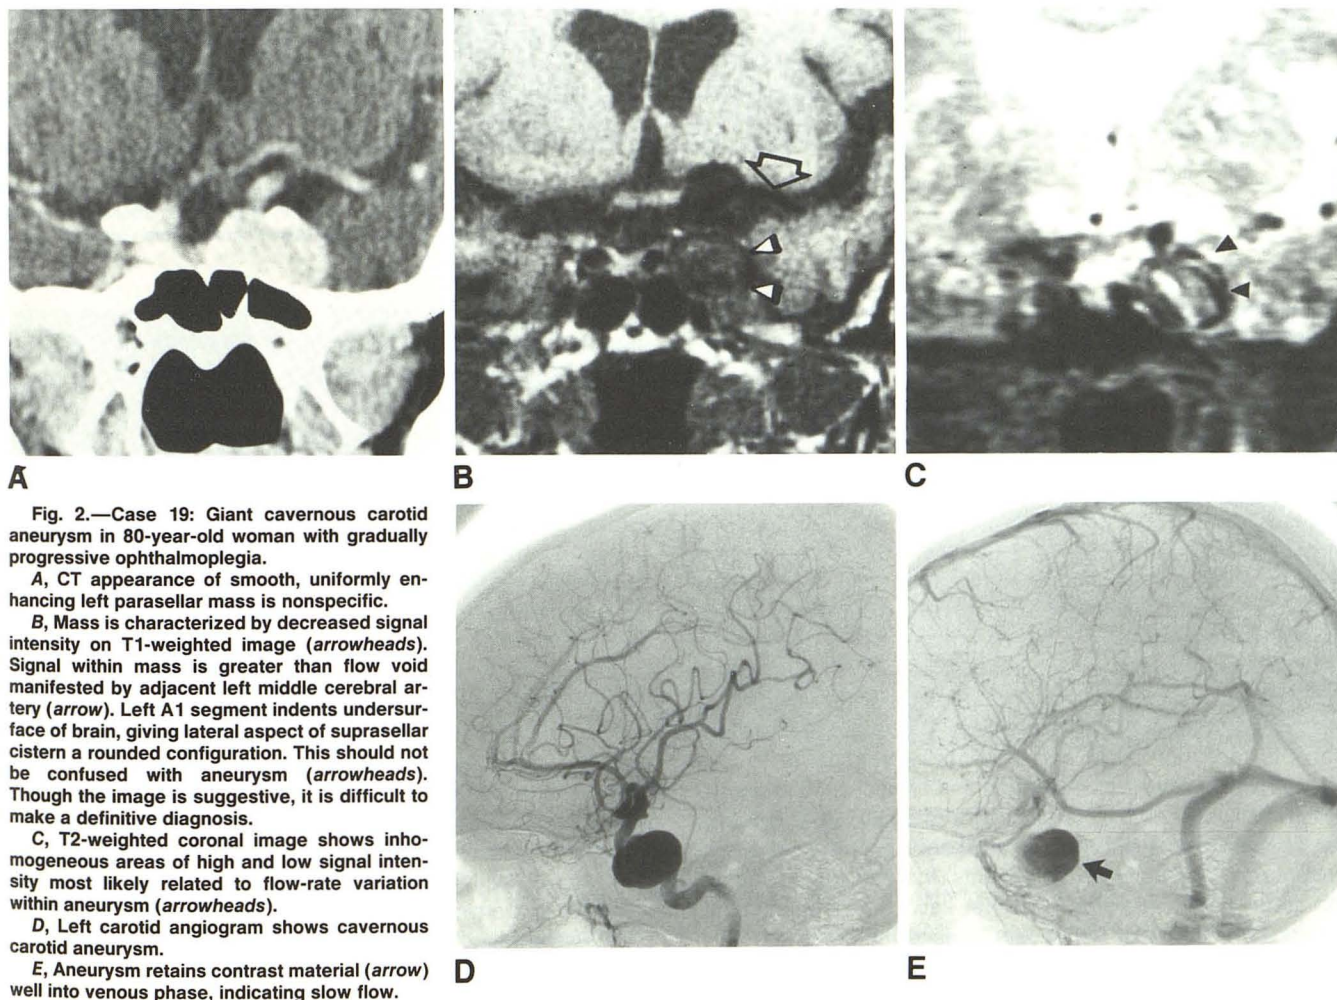 A
B
C
Fig. 2.—Case 19: Giant cavernous carotid
aneurysm in 80-year-old woman with gradually
progressive ophthalmoplegia.
A, CT appearance of smooth, uniformly en-
hancing left parasellar mass is nonspecific.
B, Mass is characterized by decreased signal
intensity on T1-weighted image (arrowheads).
Signal within mass is greater than flow void
manifested by adjacent left middle cerebral ar-
tery (arrow). Left A1 segment indents undersur-
face of brain, giving lateral aspect of suprasellar
cistern a rounded configuration. This should not
be confused with aneurysm (arrowheads).
Though the image is suggestive, it is difficult to
make a definitive diagnosis.
C, T2-weighted coronal image shows inho-
mogeneous areas of high and low signal inten-
sity most likely related to flow-rate variation
within aneurysm (arrowheads).
D, Left carotid angiogram shows cavernous
carotid aneurysm.
E, Aneurysm retains contrast material (arrow)
well into venous phase, indicating slow flow.
D
E